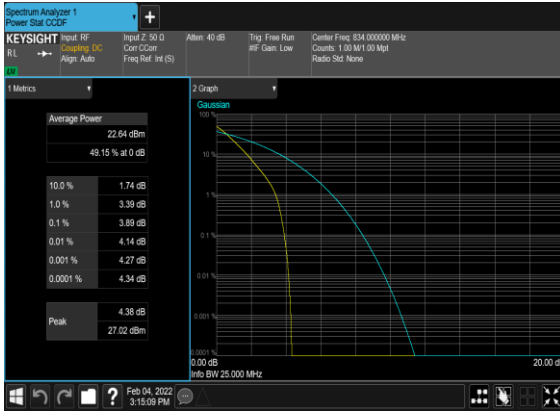 Spectrum Analyzer 1
Power Stat CCDF
KEYSIGHT
RL
Input: RF
Coupling: DC
Align: Auto
Input Z: 50 Ω
Corr CCorr
Freq Ref: Int (S)
Atten: 40 dB
Trig: Free Run
#IF Gain: Low
Center Freq: 834.000000 MHz
Counts: 1.00 M/1.00 Mpt
Radio Std: None
1 Metrics
Average Power
22.64 dBm
49.15 % at 0 dB
10.0 % 1.74 dB
1.0 % 3.39 dB
0.1 % 3.89 dB
0.01 % 4.14 dB
0.001 % 4.27 dB
0.0001 % 4.34 dB
Peak
4.38 dB
27.02 dBm
2 Graph
Gaussian
100 %
10 %
1 %
0.1 %
0.01 %
0.001 %
0.0001 %
0.00 dB
20.00 d
Info BW 25.000 MHz
?
Feb 04, 2022
3:15:09 PM